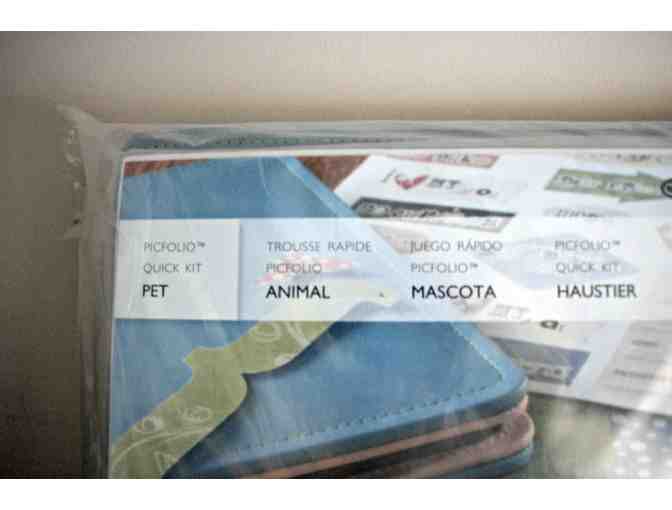 PICFOLIO™
QUICK KIT
PET
TROUSSE RAPIDE
PICFOLIO
ANIMAL
JUEGO RÁPIDO
PICFOLIO™
MASCOTA
PICFOLIO™
QUICK KIT
HAUSTIER